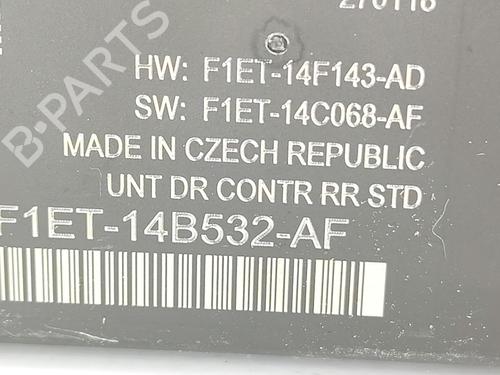 270116
HW: F1ET-14F143-AD
SW: F1ET-14C068-AF
MADE IN CZECH REPUBLIC
UNT DR CONTR RR STD
F1ET-14B532-AF
B-PARTS